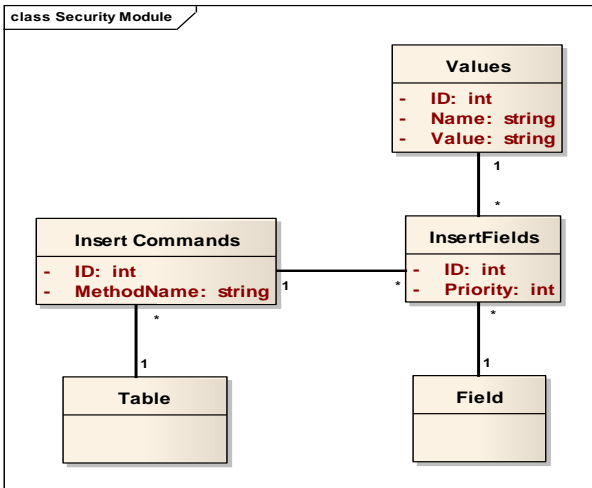 class Security Module
Values
- ID: int
- Name: string
- Value: string
1
*
Insert Commands
- ID: int
- MethodName: string
1
*
InsertFields
- ID: int
- Priority: int
*
1
*
1
Table
Field